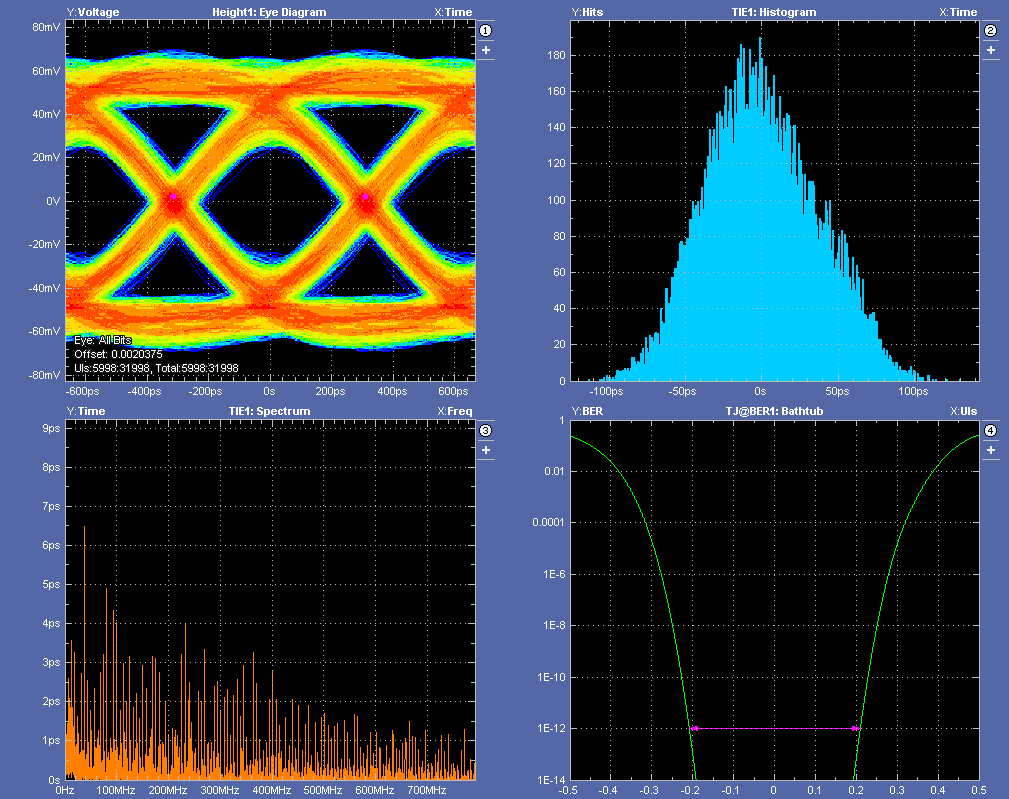 Y:Voltage Height1: Eye Diagram X:Time
1
+
80mV
60mV
40mV
20mV
0V
-20mV
-40mV
-60mV
-80mV
Eye: All Bits
Offset: 0.0020375
UIs:5998:31998, Total:5998:31998
-600ps -400ps -200ps 0s 200ps 400ps 600ps
Y:Hits TIE1: Histogram X:Time
2
+
180
160
140
120
100
80
60
40
20
0
-100ps -50ps 0s 50ps 100ps
Y:Time TIE1: Spectrum X:Freq
3
+
9ps
8ps
7ps
6ps
5ps
4ps
3ps
2ps
1ps
0s
0Hz 100MHz 200MHz 300MHz 400MHz 500MHz 600MHz 700MHz
Y:BER TJ@BER1: Bathtub X:UIs
4
+
1
0.01
0.0001
1E-6
1E-8
1E-10
1E-12
1E-14
-0.5 -0.4 -0.3 -0.2 -0.1 0 0.1 0.2 0.3 0.4 0.5